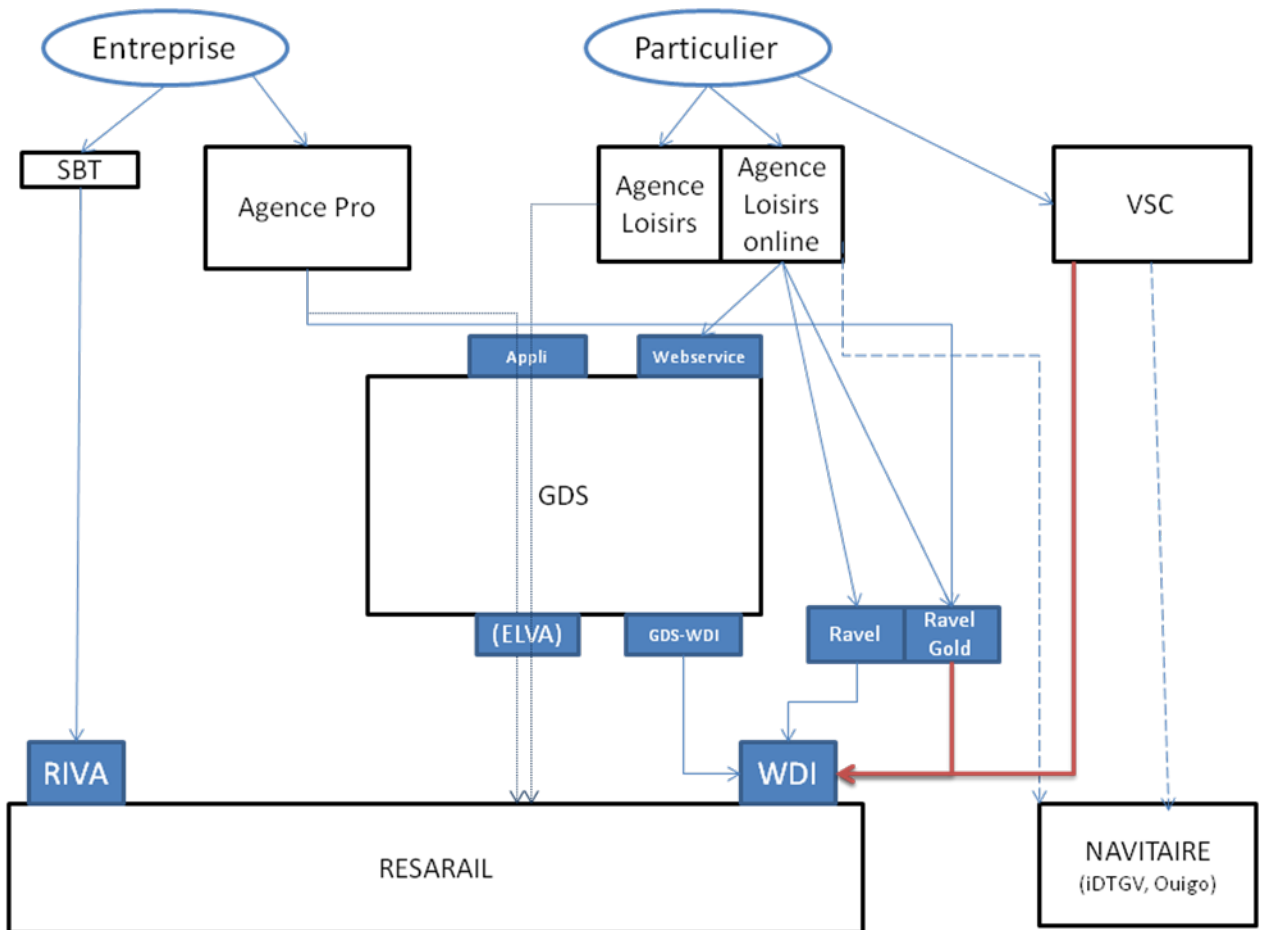 Entreprise
Particulier
SBT
Agence Pro
Agence
Loisirs
Agence
Loisirs
online
VSC
Appli
Webservice
GDS
(ELVA)
GDS-WDI
Ravel
Ravel
Gold
RIVA
WDI
RESARAIL
NAVITAIRE
(iDTGV, Ouigo)